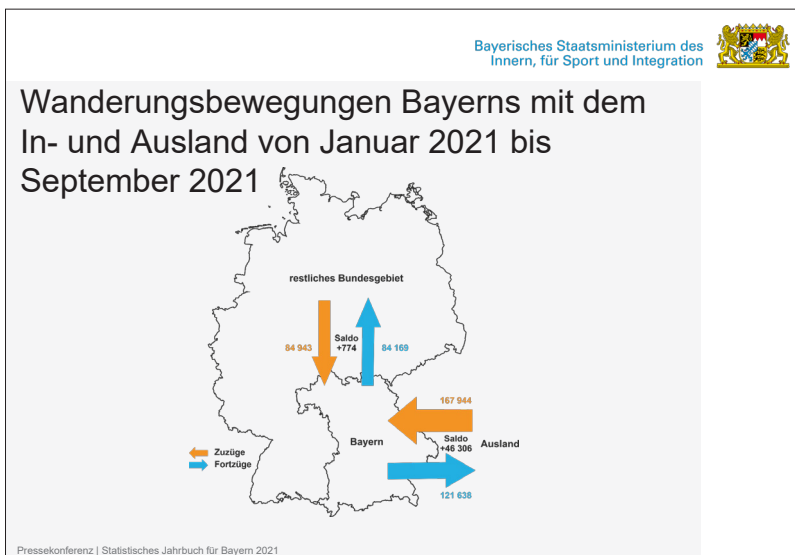 Bayerisches Staatsministerium des
Innern, für Sport und Integration
Wanderungsbewegungen Bayerns mit dem
In- und Ausland von Januar 2021 bis
September 2021
restliches Bundesgebiet
84 943
Saldo
+774
84 169
167 944
Bayern
Saldo
+46 306
Ausland
Zuzüge
Fortzüge
121 638
Pressekonferenz | Statistisches Jahrbuch für Bayern 2021